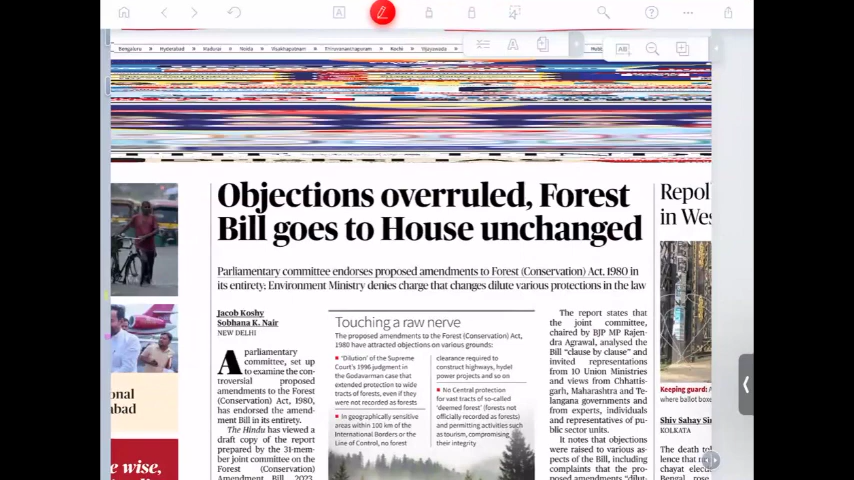 Bengaluru » Hyderabad » Madurai » Noida » Visakhapatnam » Thiruvananthapuram » Kochi » Vijayawada »
Objections overruled, Forest
Bill goes to House unchanged
Parliamentary committee endorses proposed amendments to Forest (Conservation) Act, 1980 in
its entirety; Environment Ministry denies charge that changes dilute various protections in the law
Jacob Koshy
Sobhana K. Nair
NEW DELHI
A parliamentary
committee, set up
to examine the con-
troversial proposed
amendments to the Forest
(Conservation) Act, 1980,
has endorsed the amend-
ment Bill in its entirety.
The Hindu has viewed a
draft copy of the report
prepared by the 31-mem-
ber joint committee on the
Forest (Conservation)
Amendment Bill, 2023,
Touching a raw nerve
The proposed amendments to the Forest (Conservation) Act,
1980 have attracted objections on various grounds:
'Dilution' of the Supreme
Court's 1996 judgment in
the Godavarman case that
extended protection to wide
tracts of forests, even if they
were not recorded as forests
In geographically sensitive
areas within 100 km of the
International Borders or the
Line of Control, no forest
clearance required to
construct highways, hydel
power projects and so on
No Central protection
for vast tracts of so-called
'deemed forest' (forests not
officially recorded as forests)
and permitting activities such
as tourism, compromising
their integrity
The report states that
the joint committee,
chaired by BJP MP Rajen-
dra Agrawal, analysed the
Bill "clause by clause" and
invited representations
from 10 Union Ministries
and views from Chhattis-
garh, Maharashtra and Te-
langana governments and
from experts, individuals
and representatives of pu-
blic sector units.
It notes that objections
were raised to various as-
pects of the Bill, including
complaints that the pro-
posed amendments "dilut-
Repol
in Wes
Keeping guard: A
where ballot boxe
Shiv Sahay Sin
KOLKATA
The death tol
lence that
chayat elec
Bengal rose
onal
abad
e wise,